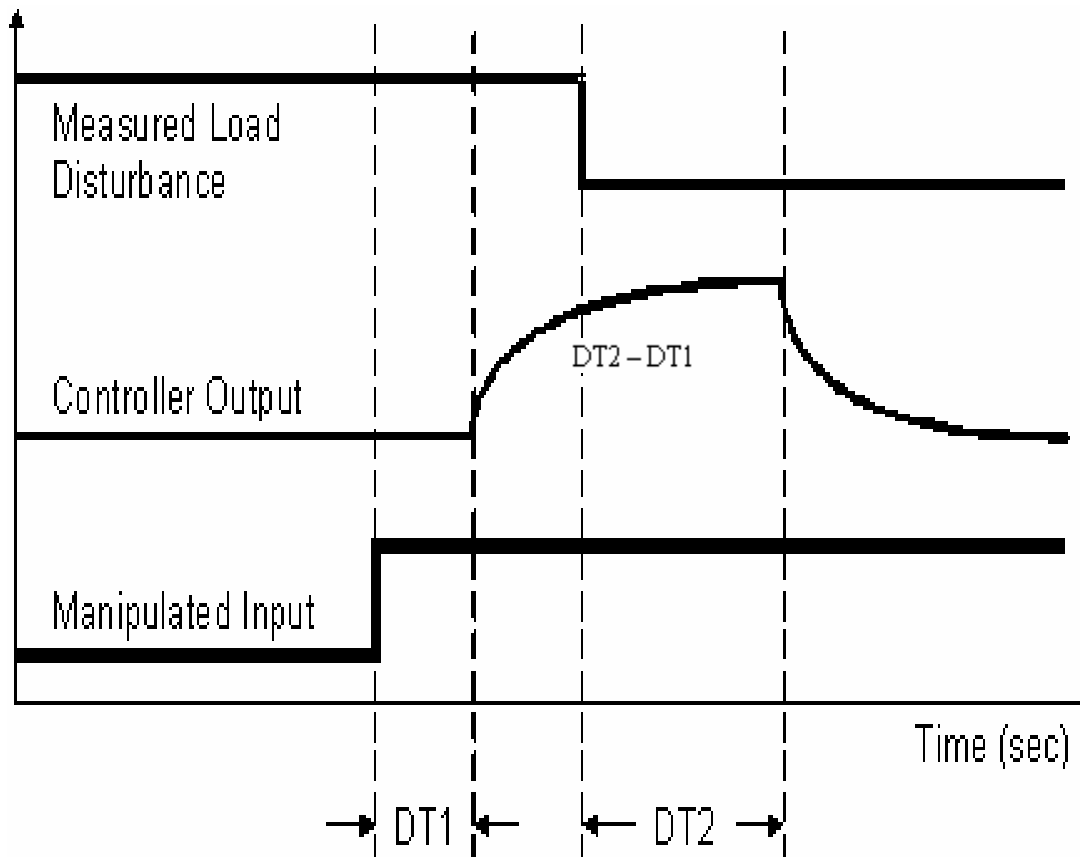 Measured Load
Disturbance
DT2 – DT1
Controller Output
Manipulated Input
Time (sec)
DT1
DT2